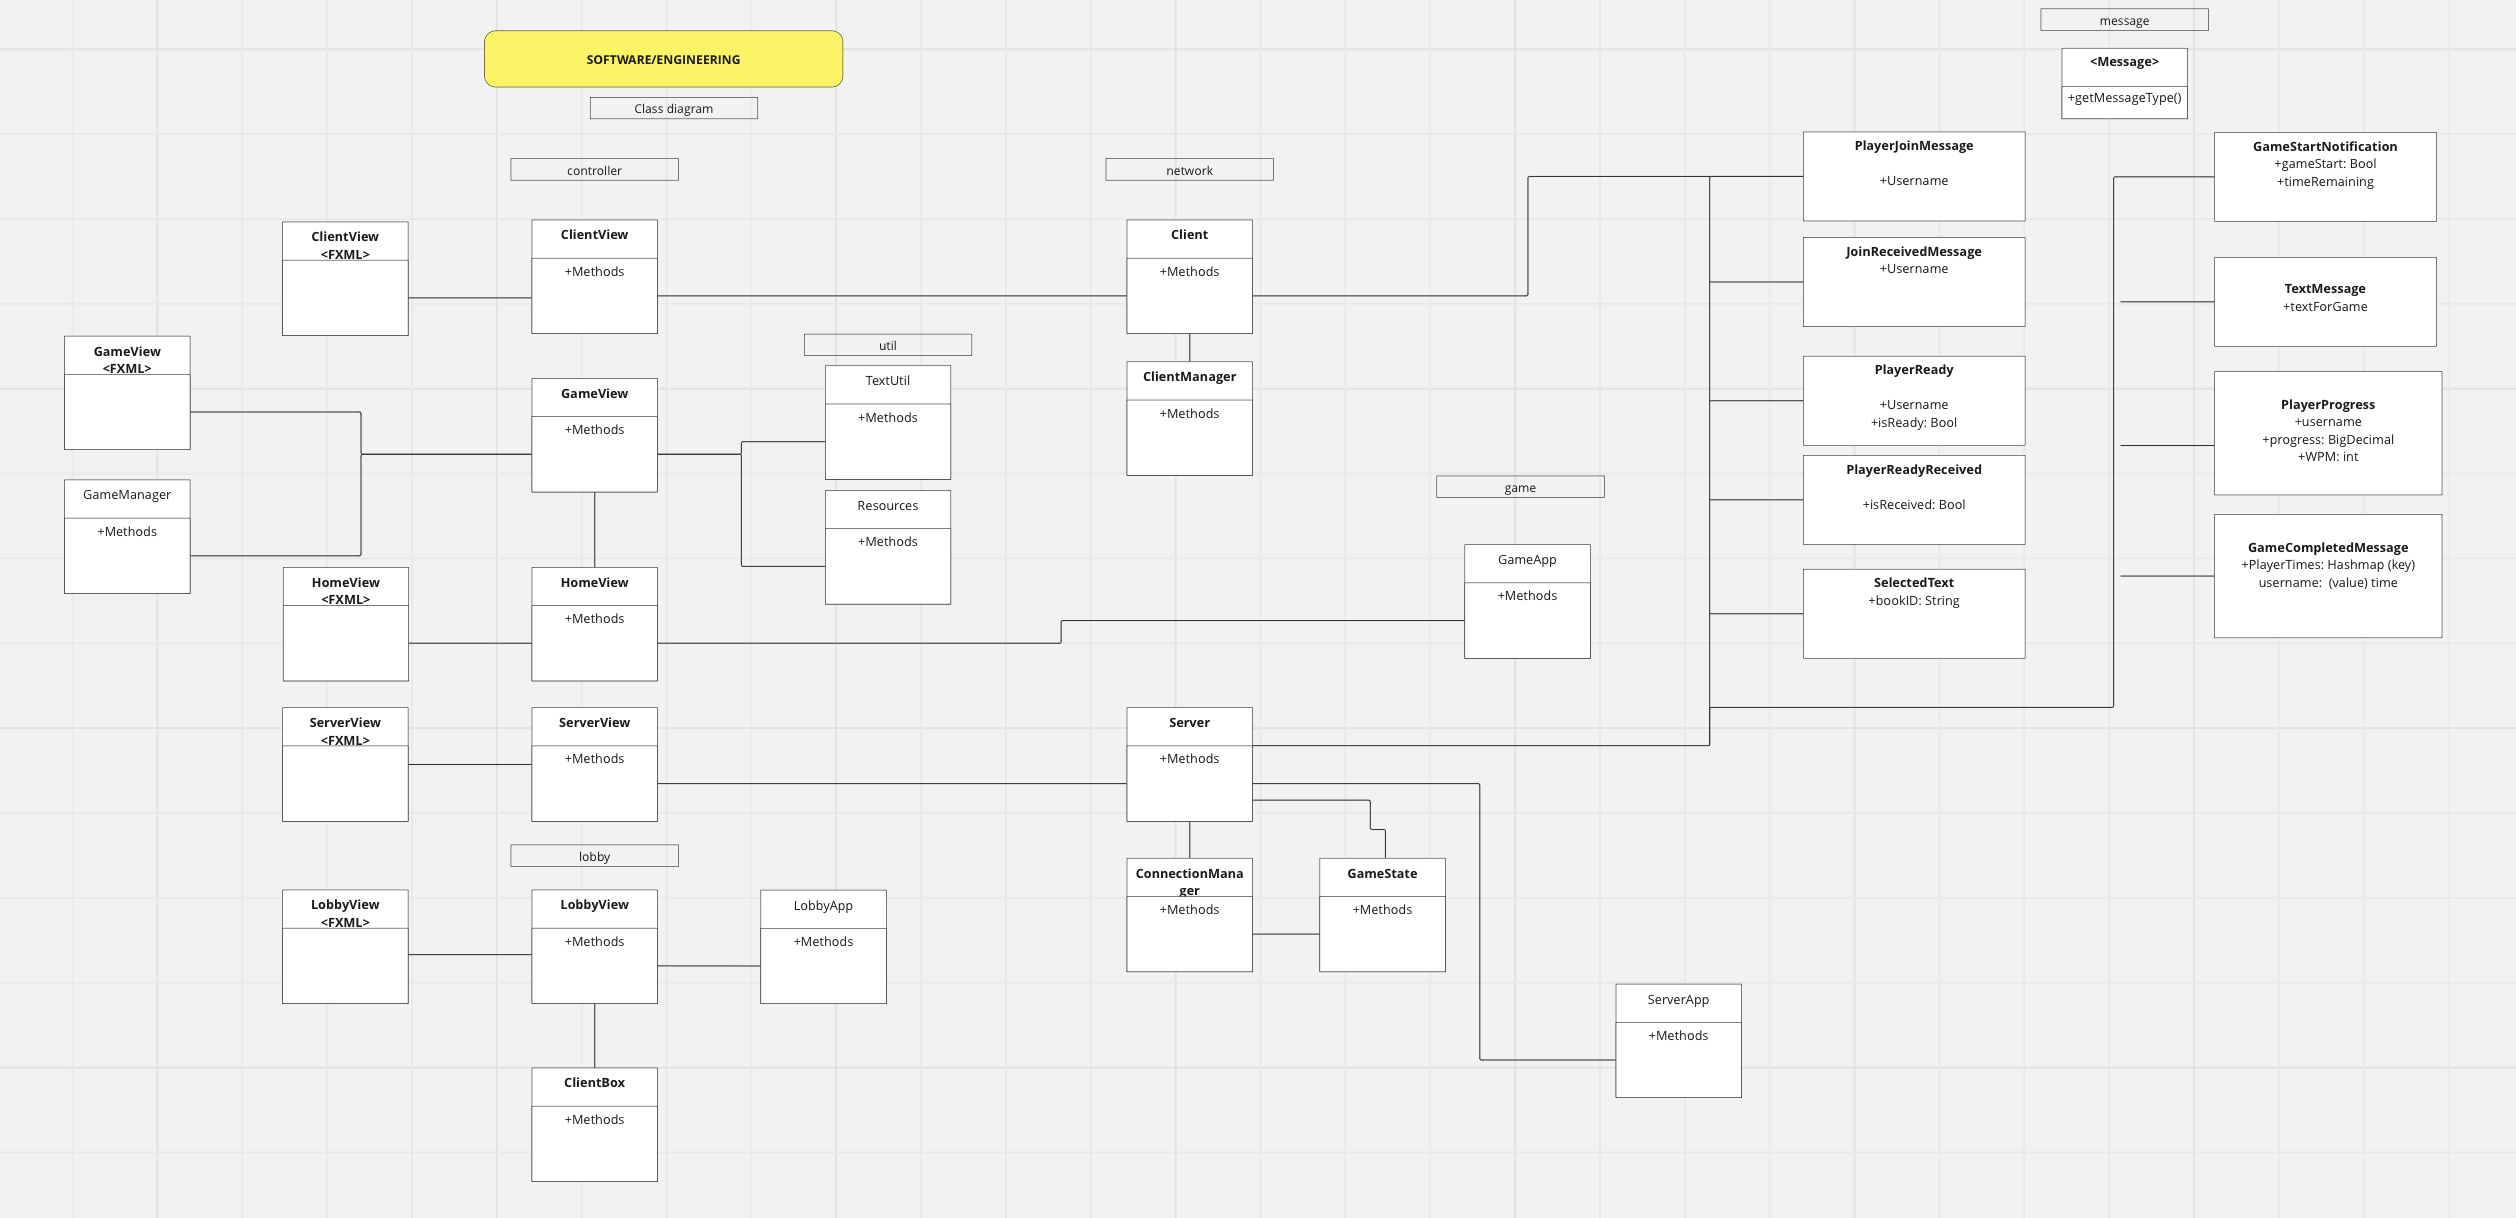 message
SOFTWARE/ENGINEERING
<Message>
+getMessageType()
Class diagram
controller
network
PlayerJoinMessage
+Username
GameStartNotification
+gameStart: Bool
+timeRemaining
ClientView
<FXML>
ClientView
+Methods
Client
+Methods
JoinReceivedMessage
+Username
TextMessage
+textForGame
GameView
<FXML>
util
GameView
+Methods
TextUtil
+Methods
ClientManager
+Methods
PlayerReady
+Username
+isReady: Bool
PlayerProgress
+username
+progress: BigDecimal
+WPM: int
GameManager
+Methods
Resources
+Methods
game
PlayerReadyReceived
+isReceived: Bool
GameCompletedMessage
+PlayerTimes: Hashmap (key)
username:  (value) time
HomeView
<FXML>
HomeView
+Methods
GameApp
+Methods
SelectedText
+bookID: String
ServerView
<FXML>
ServerView
+Methods
Server
+Methods
lobby
LobbyView
<FXML>
LobbyView
+Methods
LobbyApp
+Methods
ConnectionMana
ger
+Methods
GameState
+Methods
ServerApp
+Methods
ClientBox
+Methods